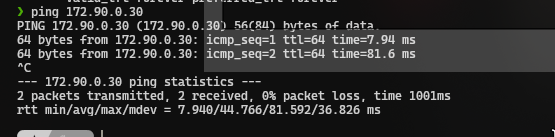 ❯ ping 172.90.0.30
PING 172.90.0.30 (172.90.0.30) 56(84) bytes of data.
64 bytes from 172.90.0.30: icmp_seq=1 ttl=64 time=7.94 ms
64 bytes from 172.90.0.30: icmp_seq=2 ttl=64 time=81.6 ms
^C
--- 172.90.0.30 ping statistics ---
2 packets transmitted, 2 received, 0% packet loss, time 1001ms
rtt min/avg/max/mdev = 7.940/44.766/81.592/36.826 ms